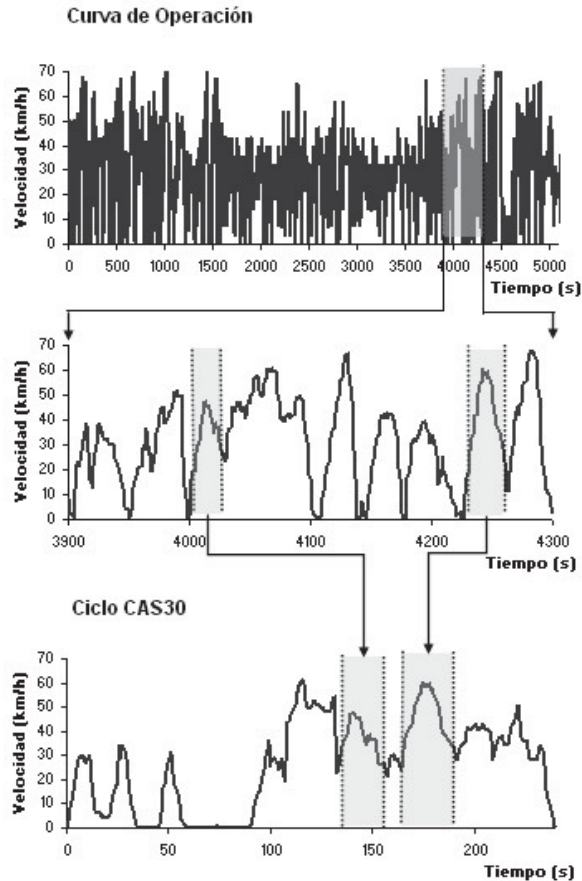 Curva de Operación
Velocidad (km/h)
70
60
50
40
30
20
10
0
0 500 1000 1500 2000 2500 3000 3500 4000 4500 5000
Tiempo (s)
Velocidad (km/h)
70
60
50
40
30
20
10
0
3900 4000 4100 4200 4300
Tiempo (s)
Ciclo CAS30
Velocidad (km/h)
70
60
50
40
30
20
10
0
0 50 100 150 200
Tiempo (s)